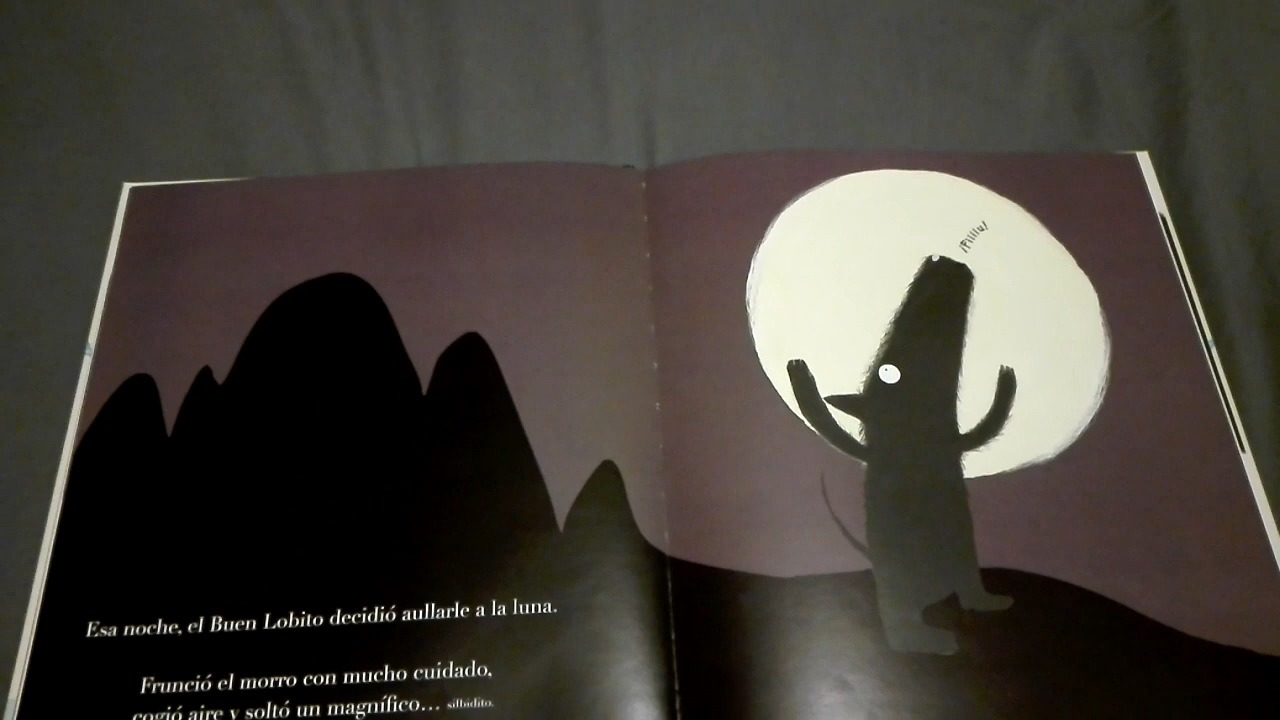 Esa noche, el Buen Lobito decidió aullarle a la luna.
Frunció el morro con mucho cuidado,
cogió aire y soltó un magnífico... silbidito.